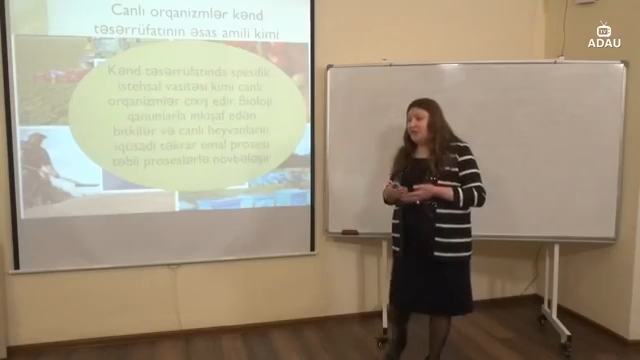 Canlı orqanizmlər kənd
təsərrüfatının əsas amili kimi
Kənd təsərrüfatında spesifik
istehsal vasitəsi kimi canlı
orqanizmlər çıxış edir. Bioloji
qanunlarla inkişaf edən
bitkilər və canlı heyvanların
iqtisadi təkrar emal prosesi
təbii proseslərlə növbələşir
TV
ADAU